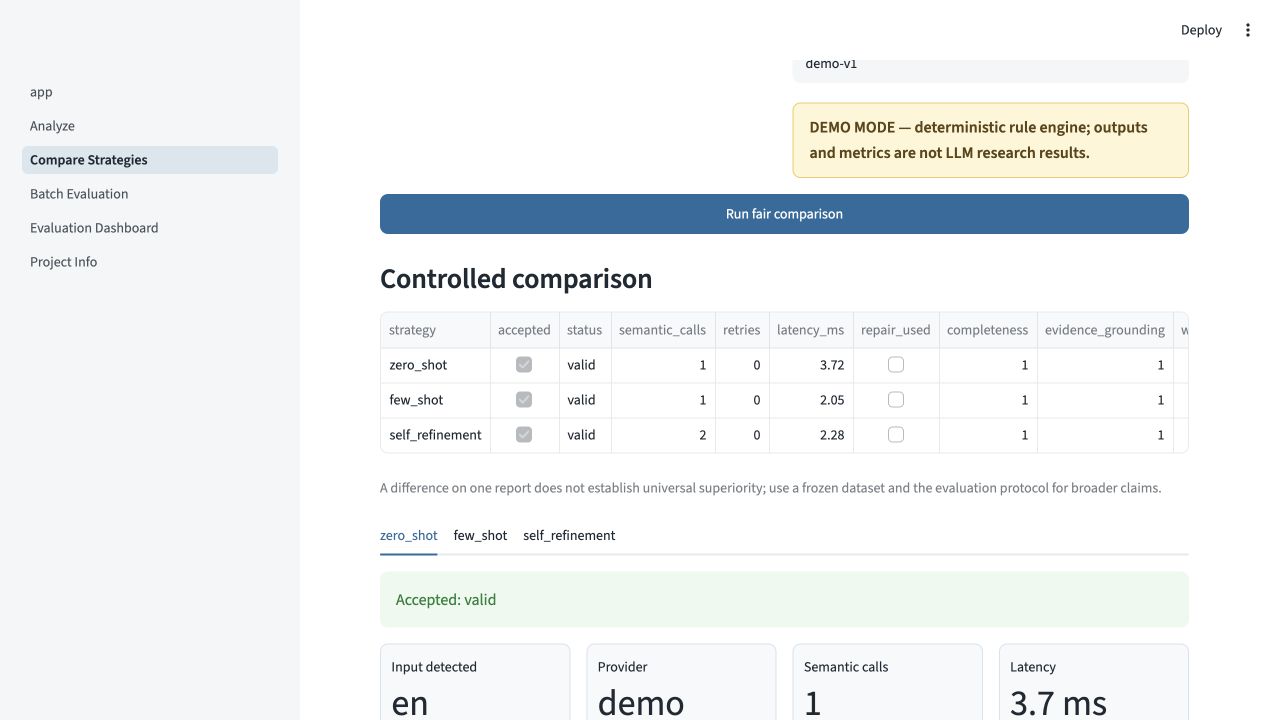 Deploy
app
Analyze
Compare Strategies
Batch Evaluation
Evaluation Dashboard
Project Info
demo-v1
DEMO MODE — deterministic rule engine; outputs
and metrics are not LLM research results.
Run fair comparison
Controlled comparison
strategy accepted status semantic_calls retries latency_ms repair_used completeness evidence_grounding w
zero_shot valid 1 0 3.72 1 1
few_shot valid 1 0 2.05 1 1
self_refinement valid 2 0 2.28 1 1
A difference on one report does not establish universal superiority; use a frozen dataset and the evaluation protocol for broader claims.
zero_shot few_shot self_refinement
Accepted: valid
Input detected Provider Semantic calls Latency
en demo 1 3.7 ms